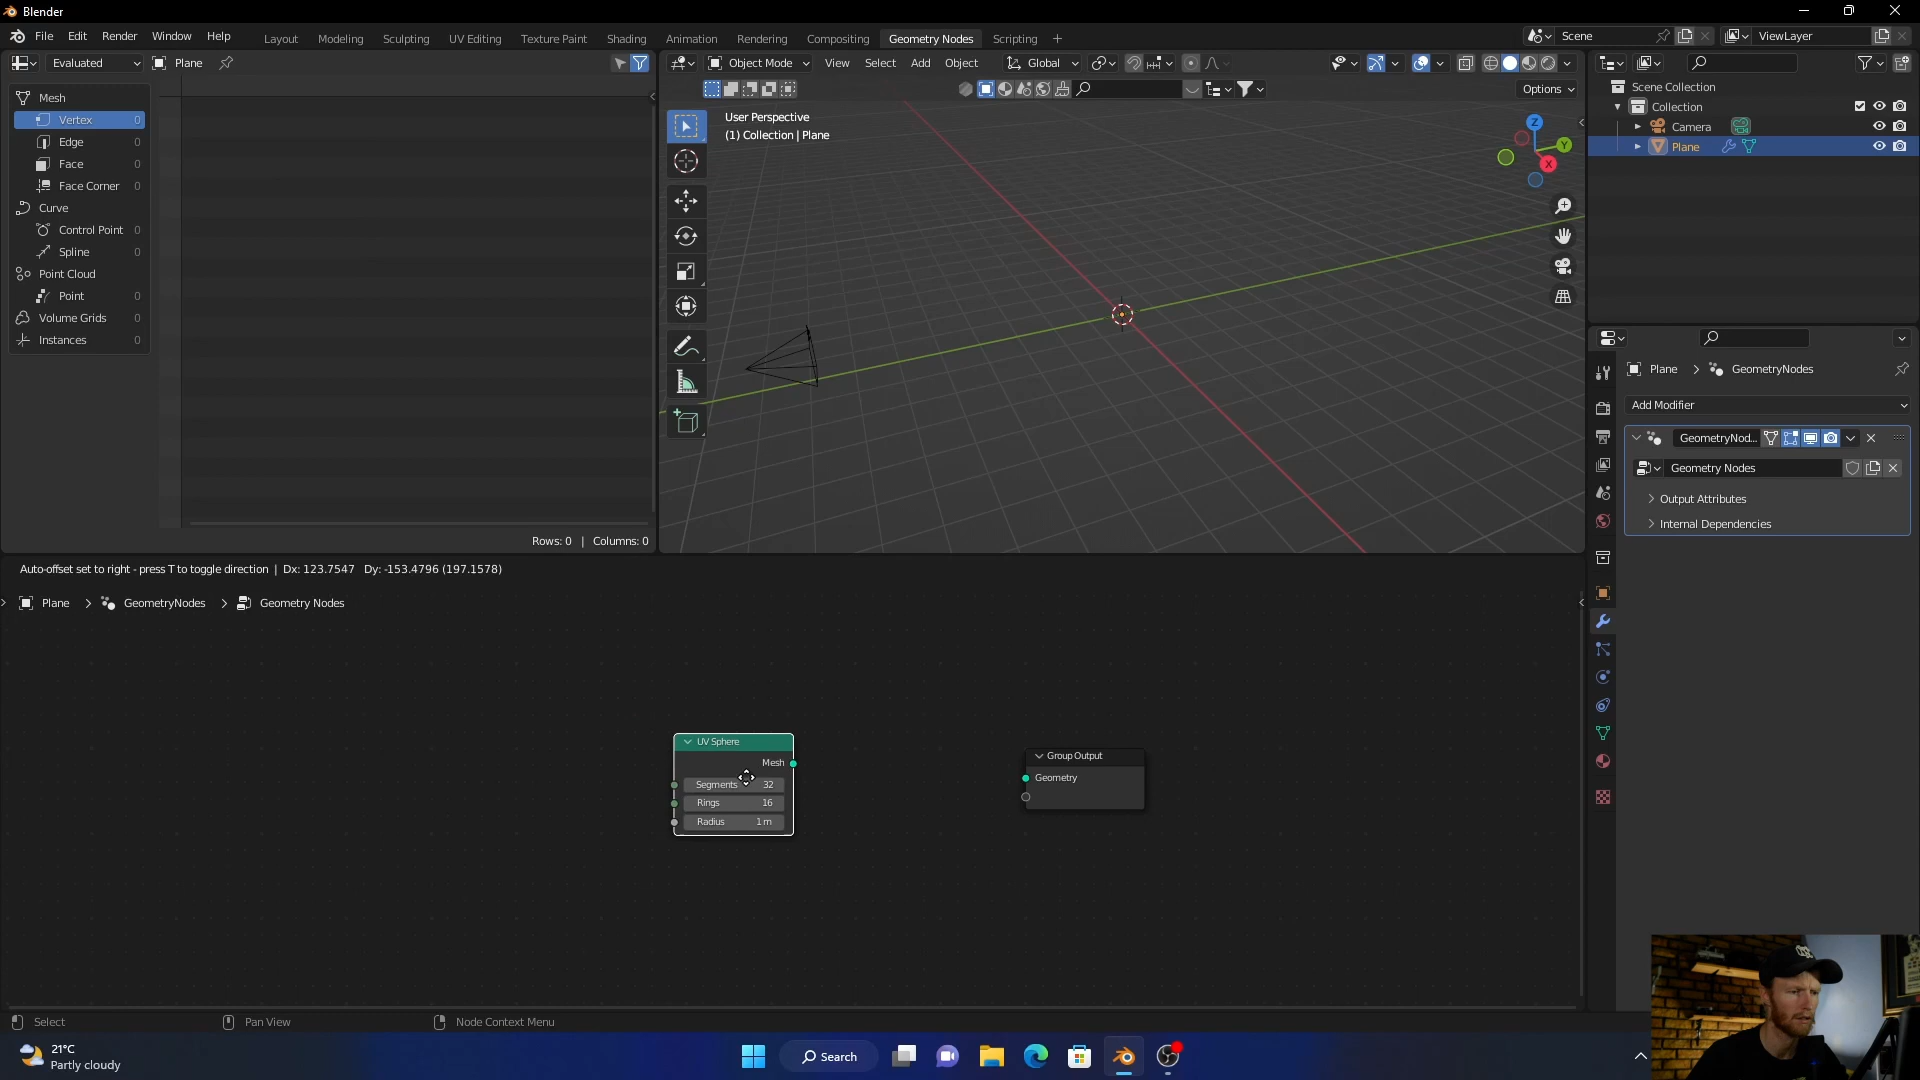 Blender
File Edit Render Window Help
Layout Modeling Sculpting UV Editing Texture Paint Shading Animation Rendering Compositing Geometry Nodes Scripting
Scene
ViewLayer
Evaluated
Plane
Object Mode
View Select Add Object
Global
Options
Mesh
Vertex 0
Edge 0
Face 0
Face Corner 0
Curve
Control Point 0
Spline 0
Point Cloud
Point 0
Volume Grids 0
Instances 0
Rows: 0 | Columns: 0
User Perspective
(1) Collection | Plane
Z
Y
X
Scene Collection
Collection
Camera
Plane
Plane > GeometryNodes
Add Modifier
GeometryNod...
Geometry Nodes
Output Attributes
Internal Dependencies
Auto-offset set to right - press T to toggle direction | Dx: 123.7547 Dy: -153.4796 (197.1578)
Plane > GeometryNodes > Geometry Nodes
UV Sphere
Mesh
Segments 32
Rings 16
Radius 1 m
Group Output
Geometry
Select
Pan View
Node Context Menu
21°C
Partly cloudy
Search